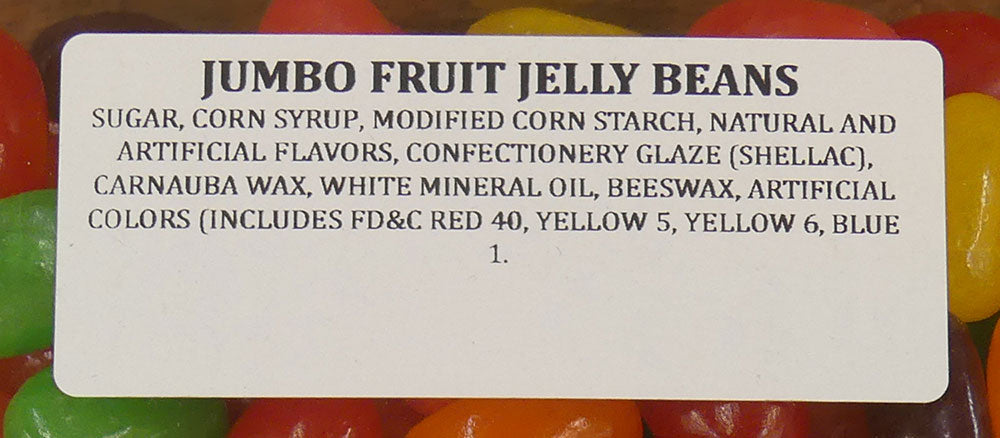 JUMBO FRUIT JELLY BEANS
SUGAR, CORN SYRUP, MODIFIED CORN STARCH, NATURAL AND
ARTIFICIAL FLAVORS, CONFECTIONERY GLAZE (SHELLAC),
CARNAUBA WAX, WHITE MINERAL OIL, BEESWAX, ARTIFICIAL
COLORS (INCLUDES FD&C RED 40, YELLOW 5, YELLOW 6, BLUE
1.